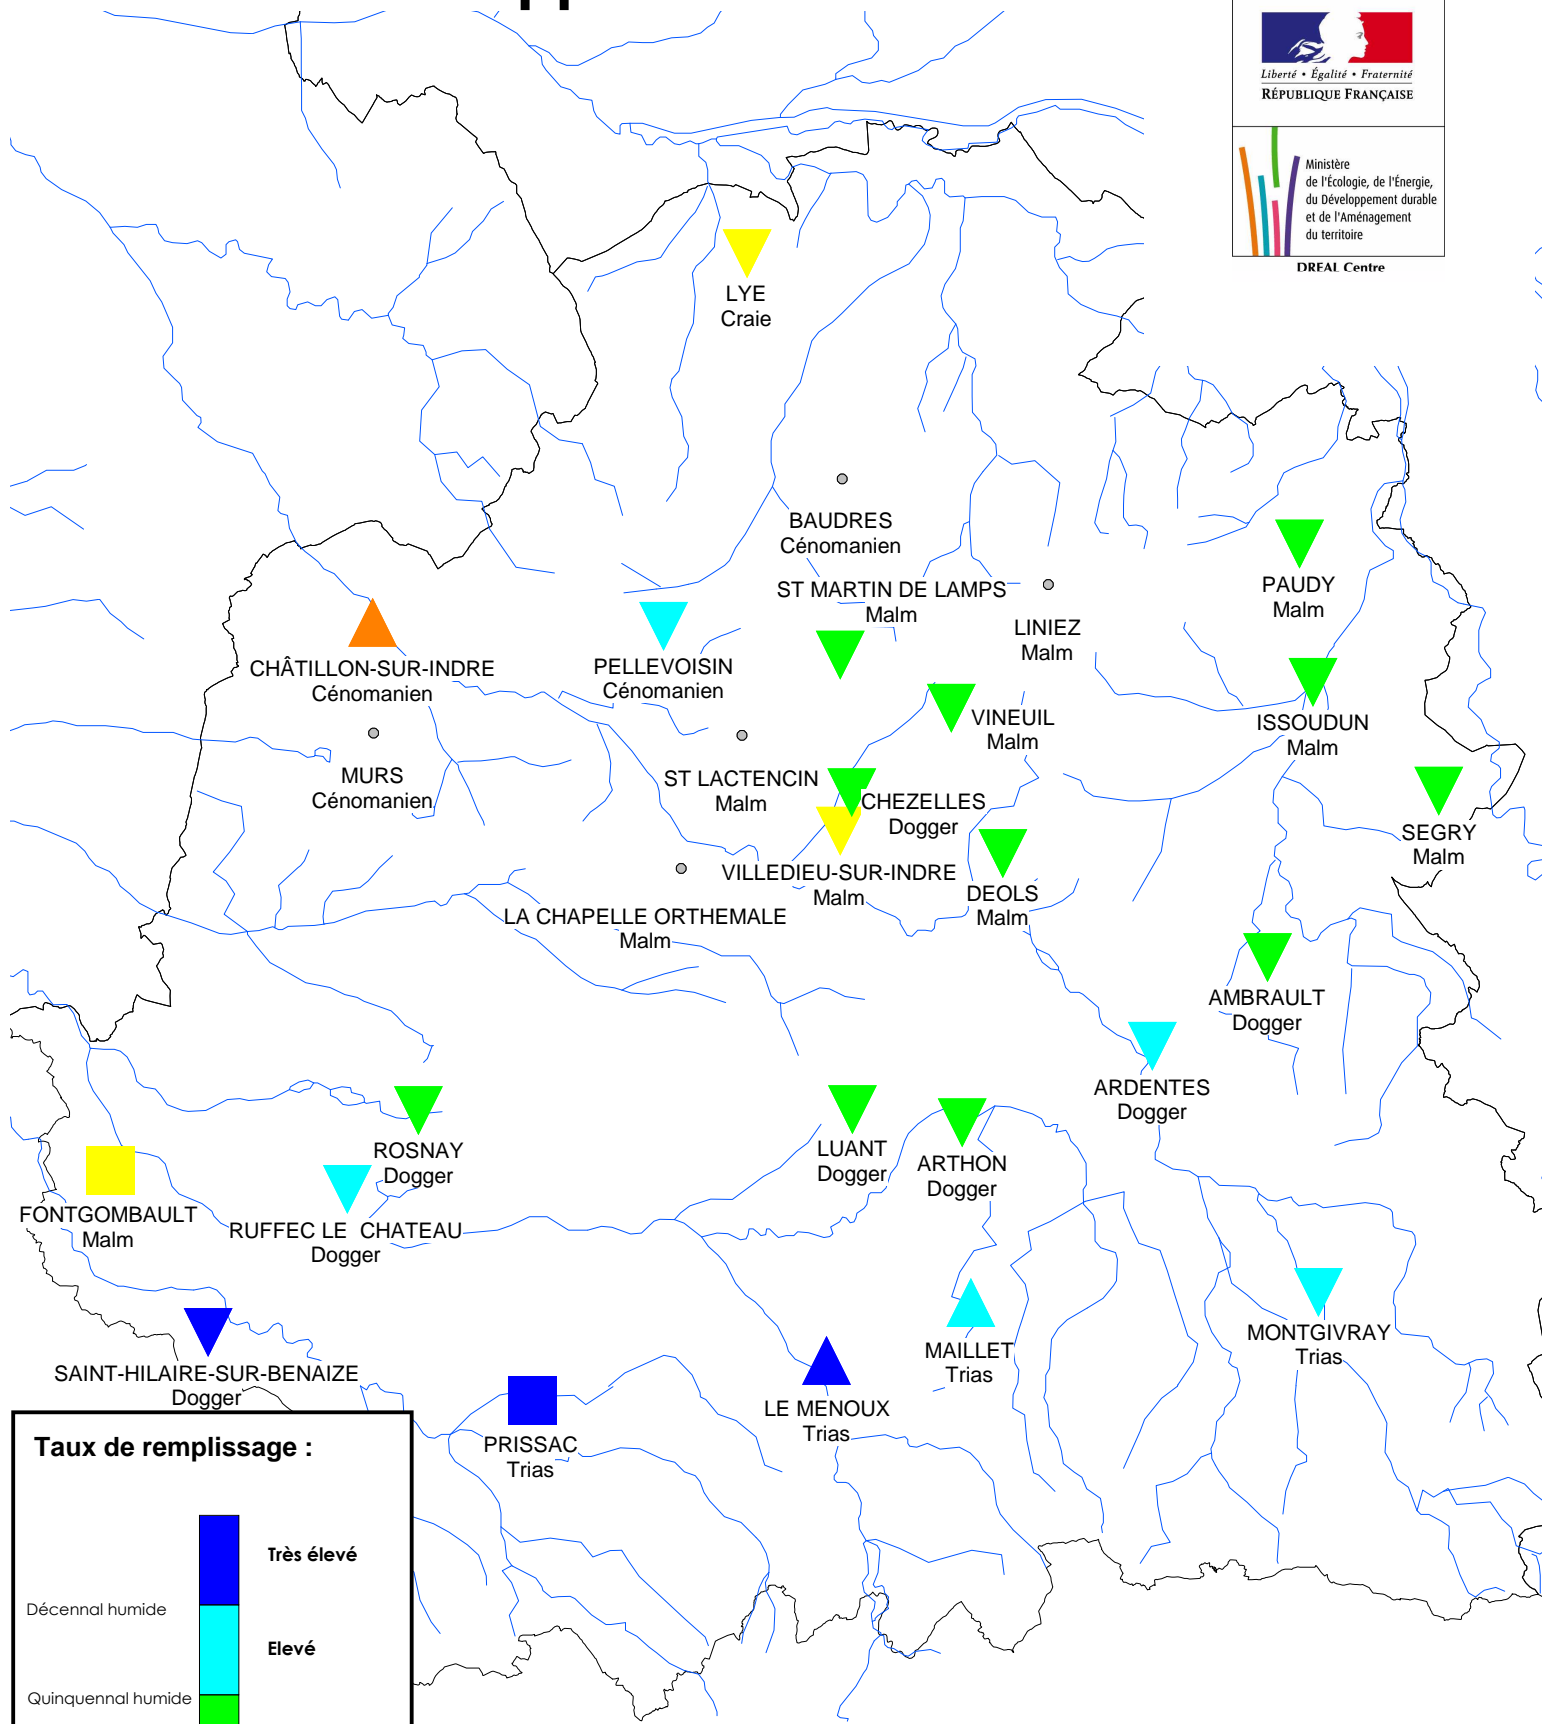 Liberté • Égalité • Fraternité
RÉPUBLIQUE FRANÇAISE
Ministère
de l'Écologie, de l'Énergie,
du Développement durable
et de l'Aménagement
du territoire
DREAL Centre
LYE
Craie
BAUDRES
Cénomanien
ST MARTIN DE LAMPS
Malm
LINIEZ
Malm
PAUDY
Malm
CHÂTILLON-SUR-INDRE
Cénomanien
PELLEVOISIN
Cénomanien
VINEUIL
Malm
ISSOUDUN
Malm
MURS
Cénomanien
ST LACTENCIN
Malm
CHEZELLES
Dogger
SEGRY
Malm
VILLEDIEU-SUR-INDRE
Malm
DEOLS
Malm
LA CHAPELLE ORTHEMALE
Malm
AMBRAULT
Dogger
ARDENTES
Dogger
ROSNAY
Dogger
LUANT
Dogger
ARTHON
Dogger
FONTGOMBAULT
Malm
RUFFEC LE  CHATEAU
Dogger
MAILLET
Trias
MONTGIVRAY
Trias
SAINT-HILAIRE-SUR-BENAIZE
Dogger
LE MENOUX
Trias
PRISSAC
Trias
Taux de remplissage :
Très élevé
Décennal humide
Elevé
Quinquennal humide